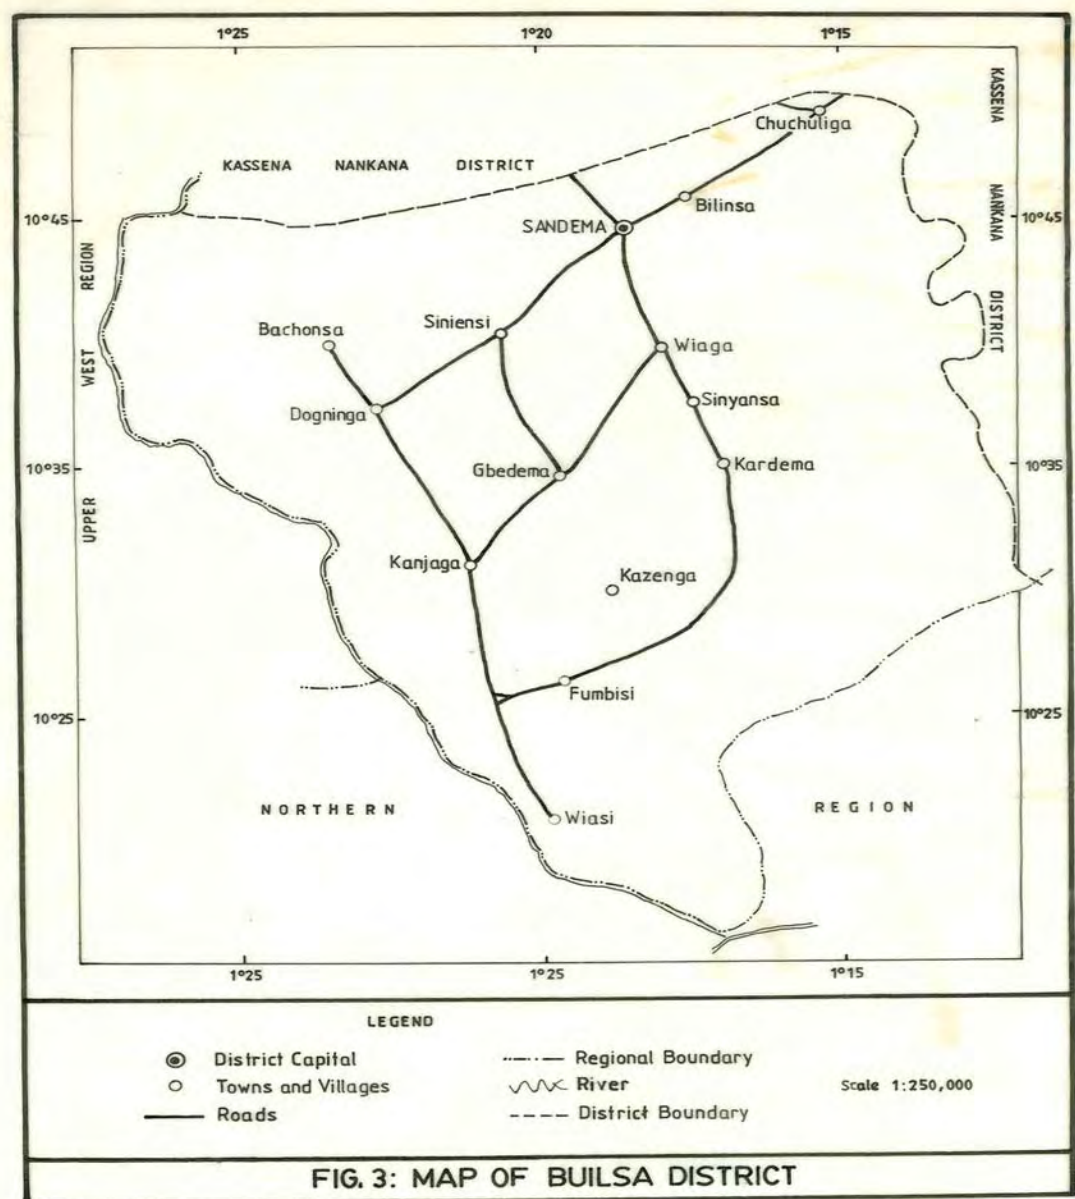 1°25 1°20 1°15
KASSENA NANKANA DISTRICT
Chuchuliga
KASSENA NANKANA DISTRICT
Bilinsa
10°45 SANDEMA 10°45
UPPER WEST REGION
Bachonsa Siniensi Wiaga
Dogninga Sinyansa
10°35 Gbedema Kardema 10°35
Kanjaga Kazenga
Fumbisi
10°25 10°25
NORTHERN REGION
Wiasi
1°25 1°25 1°15
LEGEND
District Capital Regional Boundary
Towns and Villages River Scale 1:250,000
Roads District Boundary
FIG. 3: MAP OF BUILSA DISTRICT